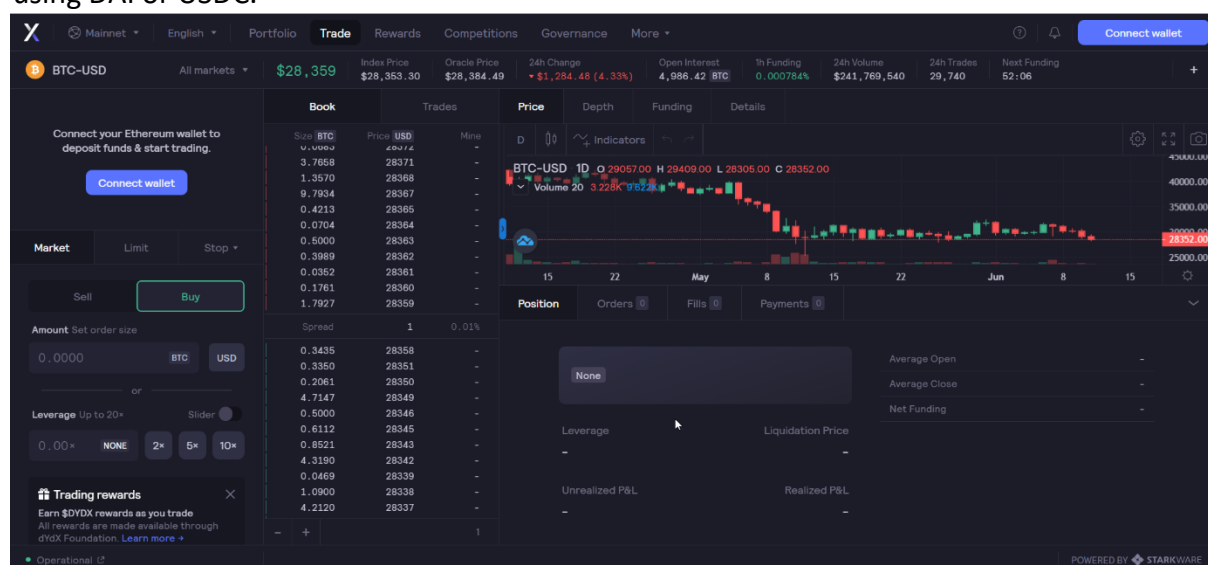 using DAI or USDC.
Mainnet English Portfolio Trade Rewards Competitions Governance More Connect wallet
BTC-USD All markets $28,359
Index Price $28,353.30
Oracle Price $28,384.49
24h Change $1,284.48 (4.33%)
Open Interest 4,986.42 BTC
1h Funding 0.000784%
24h Volume $241,769,540
24h Trades 29,740
Next Funding 52:06
+
Connect your Ethereum wallet to
deposit funds & start trading.
Connect wallet
Market Limit Stop
Sell Buy
Amount Set order size
0.0000 BTC USD
or
Leverage Up to 20× Slider
0.00× NONE 2× 5× 10×
Trading rewards
Earn $DYDX rewards as you trade
All rewards are made available through
dYdX Foundation. Learn more →
Operational
Book Trades
Size BTC Price USD Mine
3.7658 28371 -
1.3570 28368 -
9.7934 28367 -
0.4213 28365 -
0.0704 28364 -
0.5000 28363 -
0.3989 28362 -
0.0352 28361 -
0.1761 28360 -
1.7927 28359 -
Spread 1 0.01%
0.3435 28358 -
0.3350 28351 -
0.2061 28350 -
4.7147 28349 -
0.5000 28346 -
0.6112 28345 -
0.8521 28343 -
4.3190 28342 -
0.0469 28339 -
1.0900 28338 -
4.2120 28337 -
- + 1
Price Depth Funding Details
D Indicators
BTC-USD 1D O 29057.00 H 29409.00 L 28305.00 C 28352.00
Volume 20 3.228K 9.622K
45000.00
40000.00
35000.00
30000.00
28352.00
25000.00
15 22 May 8 15 22 Jun 8 15
Position Orders 0 Fills 0 Payments 0
None
Leverage Liquidation Price
- -
Unrealized P&L Realized P&L
- -
Average Open -
Average Close -
Net Funding -
POWERED BY STARKWARE